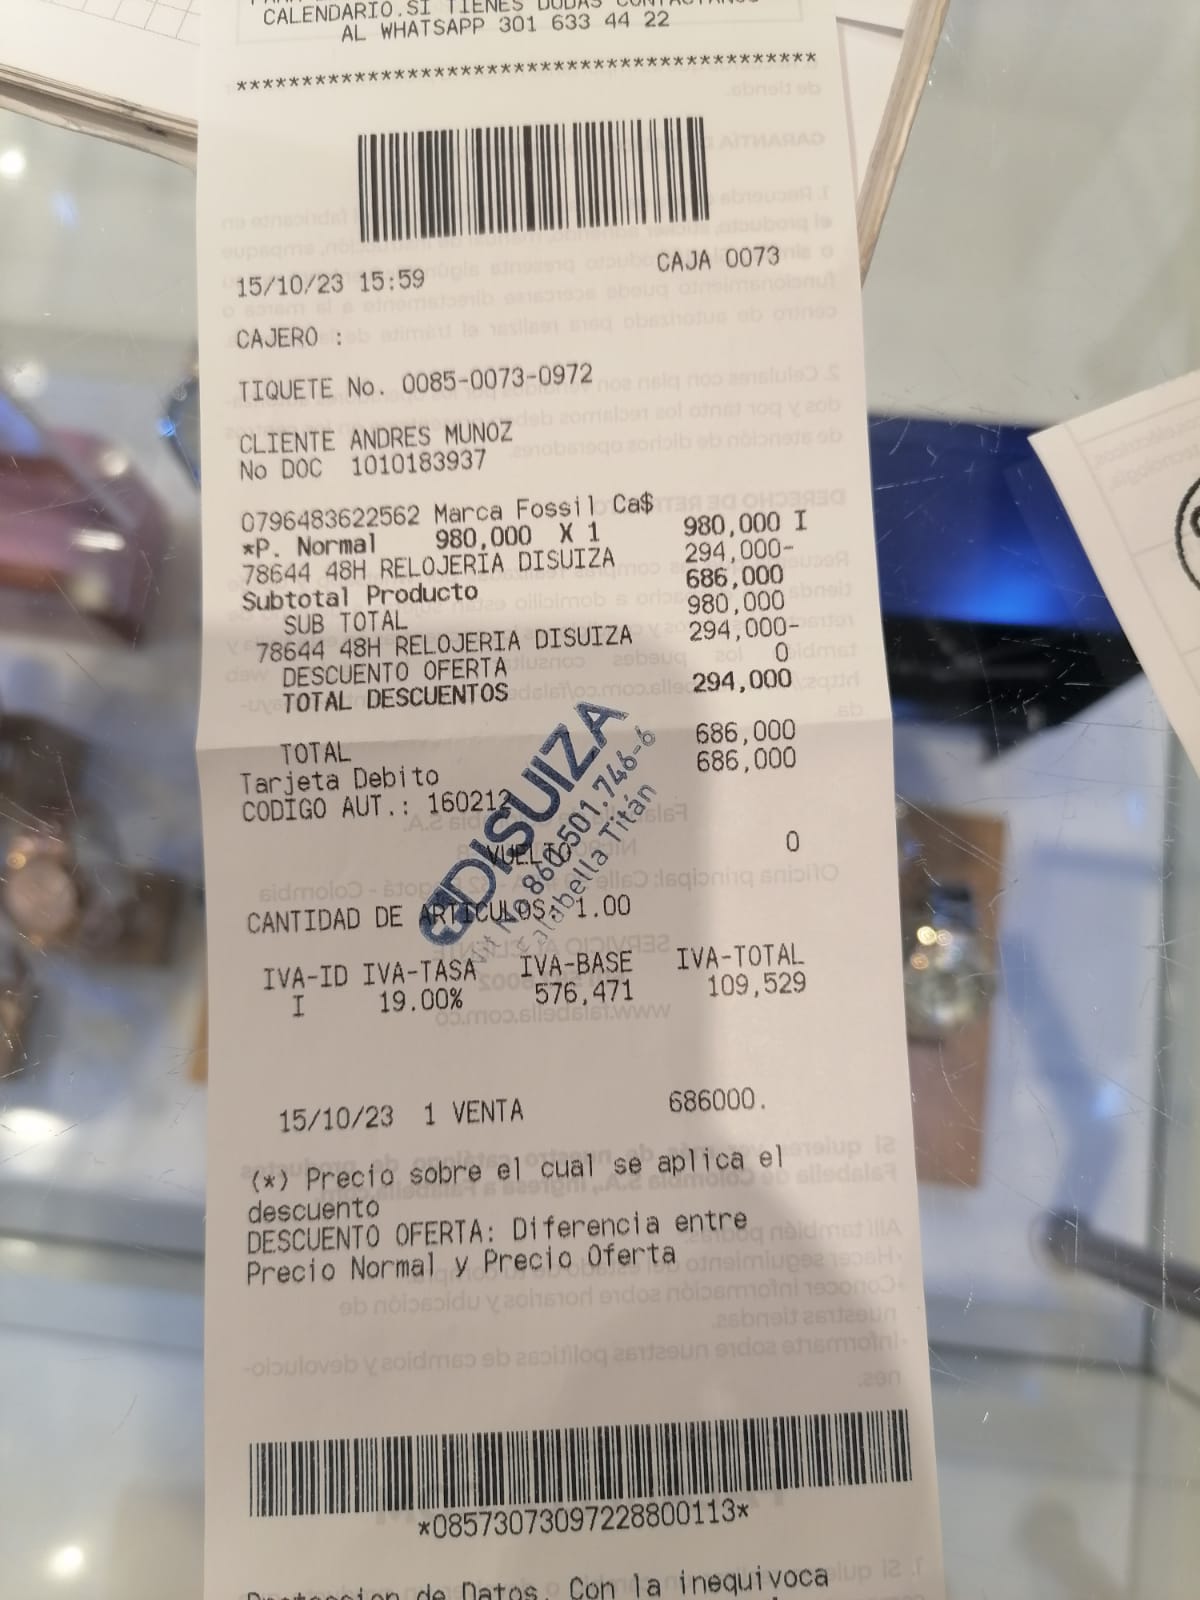 CALENDARIO.SI TIENES DUDAS CONTACTANOS
AL WHATSAPP 301 633 44 22
********************************************
15/10/23 15:59 CAJA 0073
CAJERO :
TIQUETE No. 0085-0073-0972
CLIENTE ANDRES MUNOZ
No DOC 1010183937
0796483622562 Marca Fossil Ca$
*P. Normal 980,000 X 1 980,000 I
78644 48H RELOJERIA DISUIZA 294,000-
Subtotal Producto 686,000
SUB TOTAL 980,000
78644 48H RELOJERIA DISUIZA 294,000-
DESCUENTO OFERTA 0
TOTAL DESCUENTOS 294,000
TOTAL 686,000
Tarjeta Debito 686,000
CODIGO AUT.: 160212
DISUIZA
Nit No 860.501.746-6
Falabella Titán
VUELTO 0
CANTIDAD DE ARTICULOS: 1.00
IVA-ID IVA-TASA IVA-BASE IVA-TOTAL
I 19.00% 576,471 109,529
15/10/23 1 VENTA 686000.
(*) Precio sobre el cual se aplica el
descuento
DESCUENTO OFERTA: Diferencia entre
Precio Normal y Precio Oferta
*08573073097228800113*
de Datos. Con la inequivoca